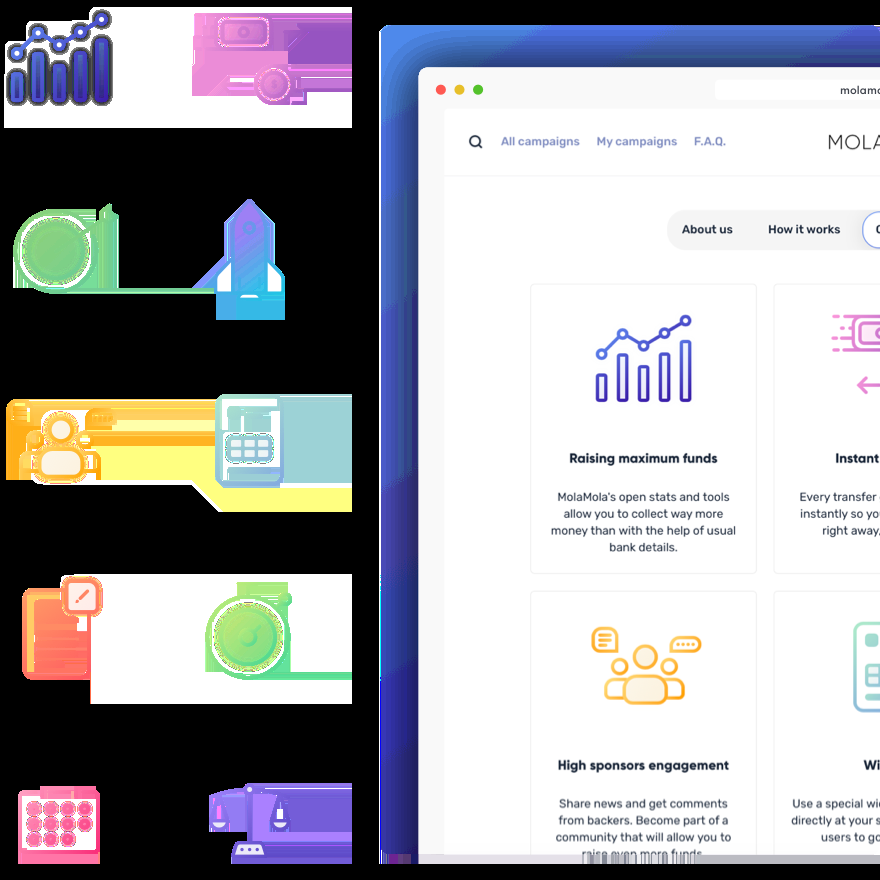 molamo
All campaigns My campaigns F.A.Q.
MOLA
About us How it works
Raising maximum funds
MolaMola's open stats and tools
allow you to collect way more
money than with the help of usual
bank details.
Instant
Every transfer
instantly so you
right away,
High sponsors engagement
Share news and get comments
from backers. Become part of a
community that will allow you to
raise even more funds.
Wi
Use a special wid
directly at your s
users to go